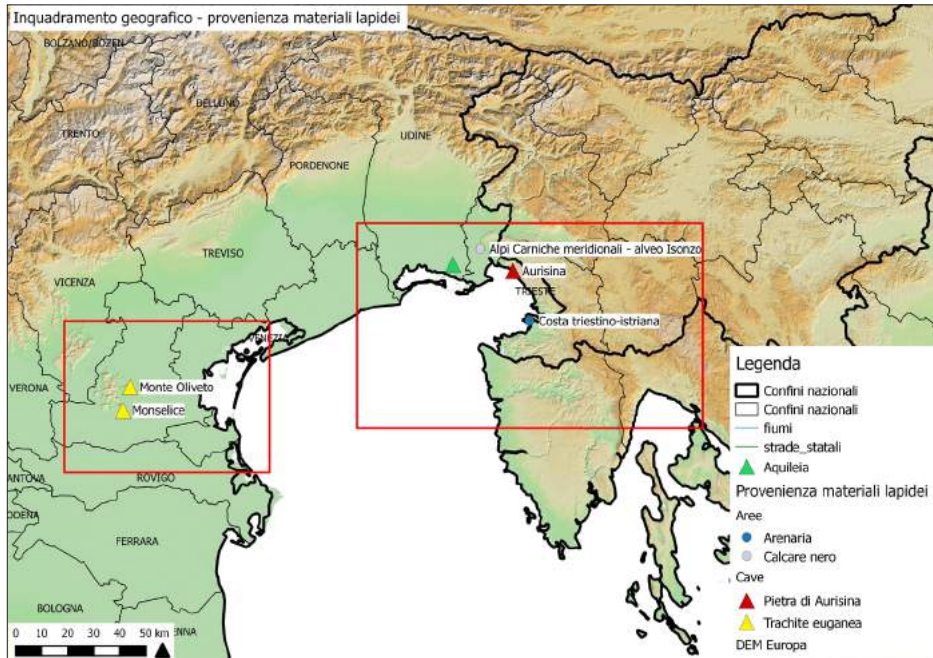 Inquadramento geografico - provenienza materiali lapidei
BOLZANO/BOZEN
BELLUNO
TRENTO
UDINE
PORDENONE
TREVISO
Alpi Carniche meridionali - alveo Isonzo
Aurisina
VICENZA
TRIESTE
Costa triestino-istriana
VENEZIA
VERONA
Monte Oliveto
Monselice
ROVIGO
FERRARA
BOLOGNA
0 10 20 30 40 50 km
Legenda
Confini nazionali
Confini nazionali
fiumi
strade_statali
Aquileia
Provenienza materiali lapidei
Aree
Arenaria
Calcare nero
Cave
Pietra di Aurisina
Trachite euganea
DEM Europa